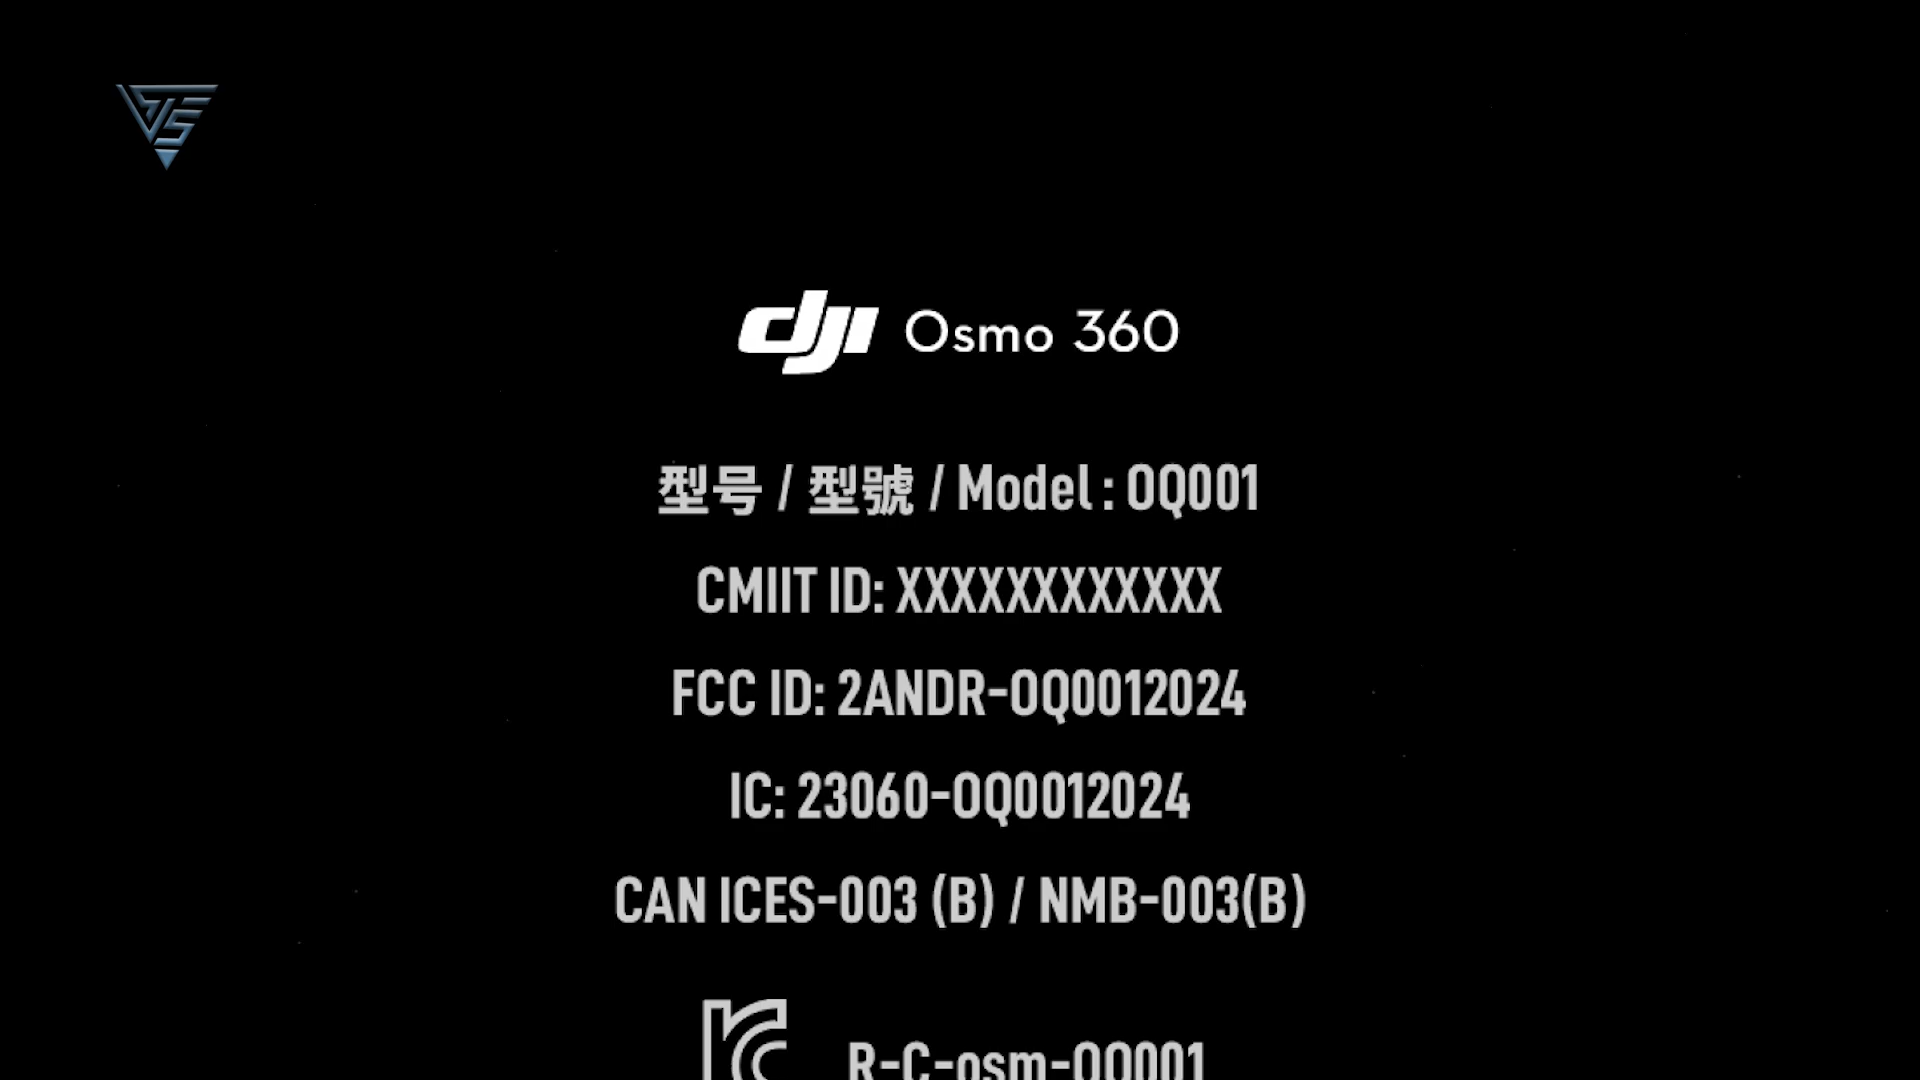 dji Osmo 360
型号 / 型號 / Model : OQ001
CMIIT ID: XXXXXXXXXXXX
FCC ID: 2ANDR-OQ0012024
IC: 23060-OQ0012024
CAN ICES-003 (B) / NMB-003(B)
R-C-osm-OQ001